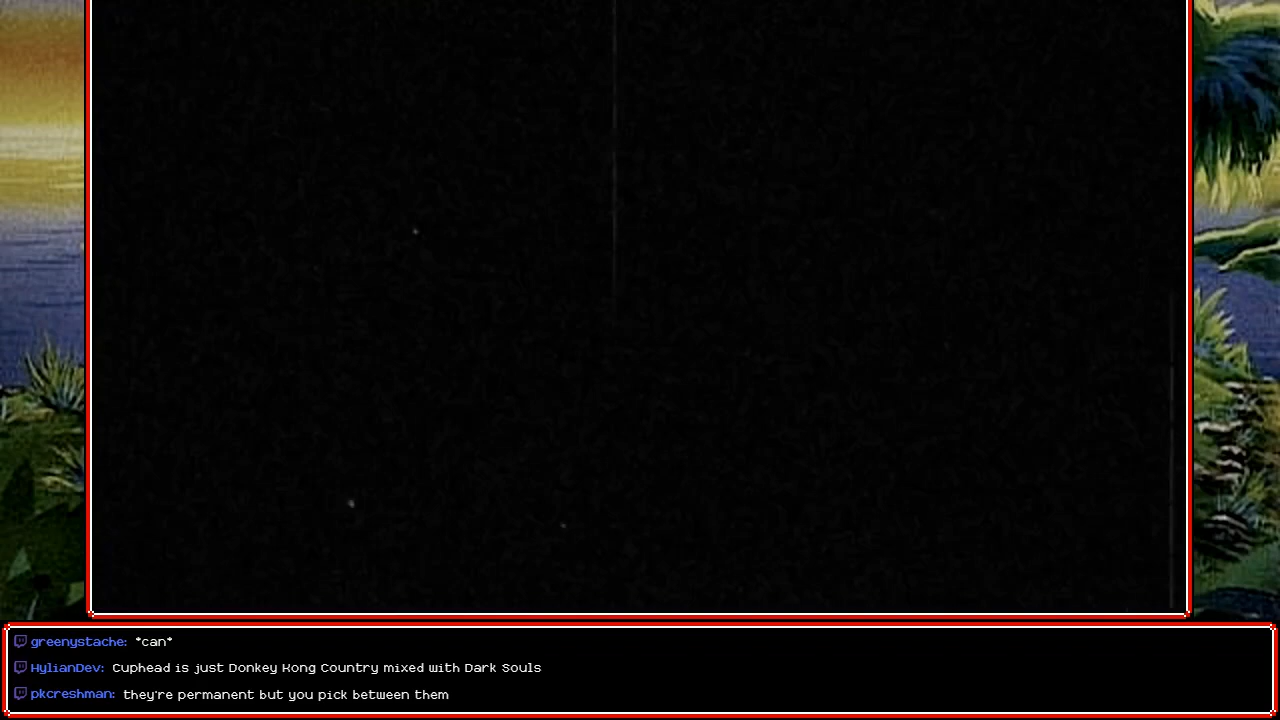 greenystache: *can*
HylianDev: Cuphead is just Donkey Kong Country mixed with Dark Souls
pkcreshman: they're permanent but you pick between them